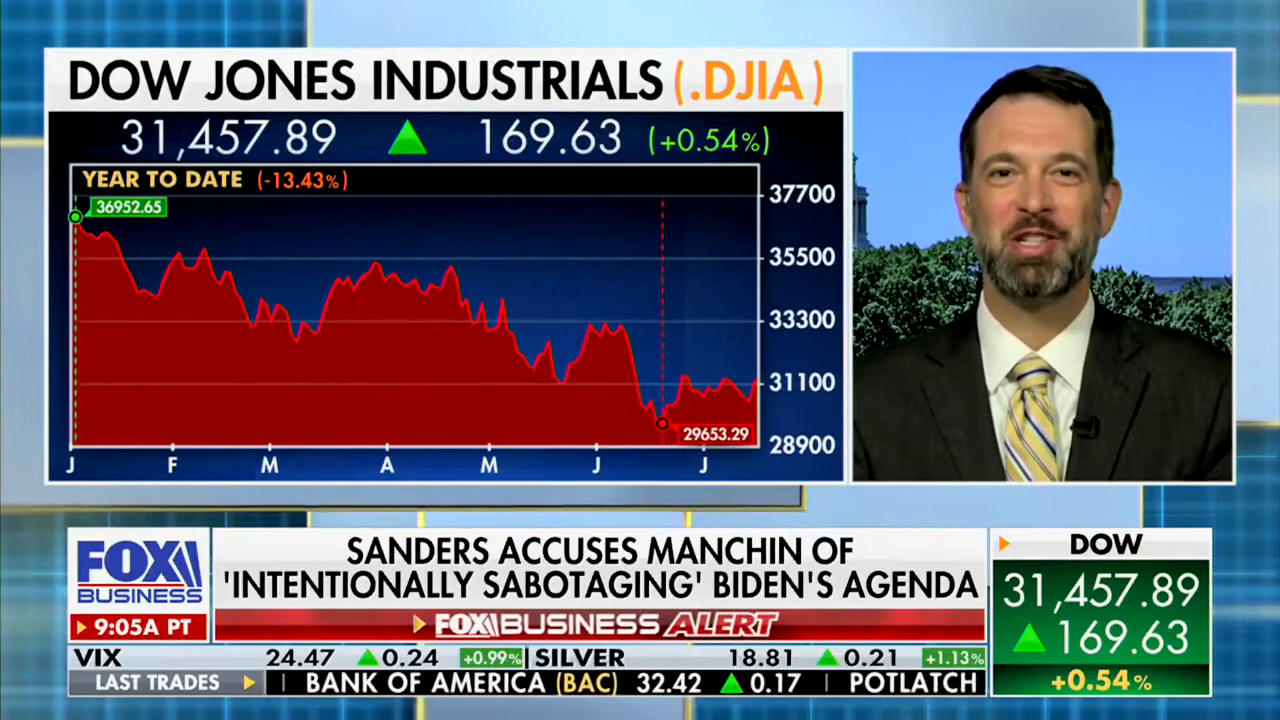 DOW JONES INDUSTRIALS (.DJIA)
31,457.89 ▲ 169.63 (+0.54%)
YEAR TO DATE (-13.43%)
36952.65
37700
35500
33300
31100
28900
29653.29
J F M A M J J
FOX
BUSINESS
9:05A PT
SANDERS ACCUSES MANCHIN OF
'INTENTIONALLY SABOTAGING' BIDEN'S AGENDA
FOX BUSINESS ALERT
DOW
31,457.89
▲ 169.63
+0.54%
VIX 24.47 ▲ 0.24 +0.99% SILVER 18.81 ▲ 0.21 +1.13%
LAST TRADES BANK OF AMERICA (BAC) 32.42 ▲ 0.17 POTLATCH